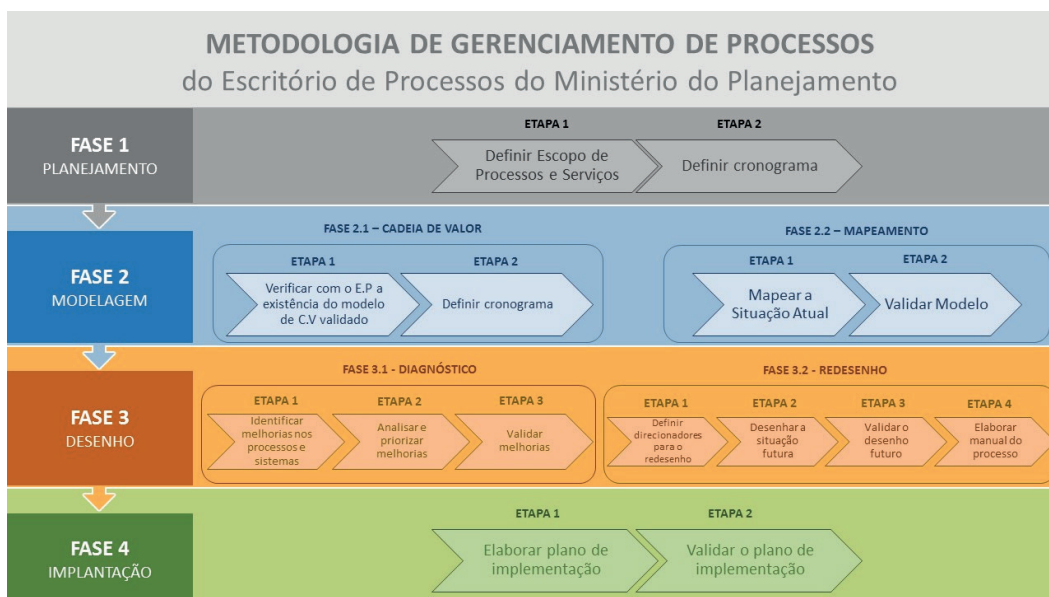 METODOLOGIA DE GERENCIAMENTO DE PROCESSOS
do Escritório de Processos do Ministério do Planejamento
FASE 1
PLANEJAMENTO
ETAPA 1
Definir Escopo de
Processos e Serviços
ETAPA 2
Definir cronograma
FASE 2
MODELAGEM
FASE 2.1 – CADEIA DE VALOR
ETAPA 1
Verificar com o E.P a
existência do modelo
de C.V validado
ETAPA 2
Definir cronograma
FASE 2.2 – MAPEAMENTO
ETAPA 1
Mapear a
Situação Atual
ETAPA 2
Validar Modelo
FASE 3
DESENHO
FASE 3.1 - DIAGNÓSTICO
ETAPA 1
Identificar
melhorias nos
processos e
sistemas
ETAPA 2
Analisar e
priorizar
melhorias
ETAPA 3
Validar
melhorias
FASE 3.2 - REDESENHO
ETAPA 1
Definir
direcionadores
para o
redesenho
ETAPA 2
Desenhar a
situação
futura
ETAPA 3
Validar o
desenho
futuro
ETAPA 4
Elaborar
manual do
processo
FASE 4
IMPLANTAÇÃO
ETAPA 1
Elaborar plano de
implementação
ETAPA 2
Validar o plano de
implementação